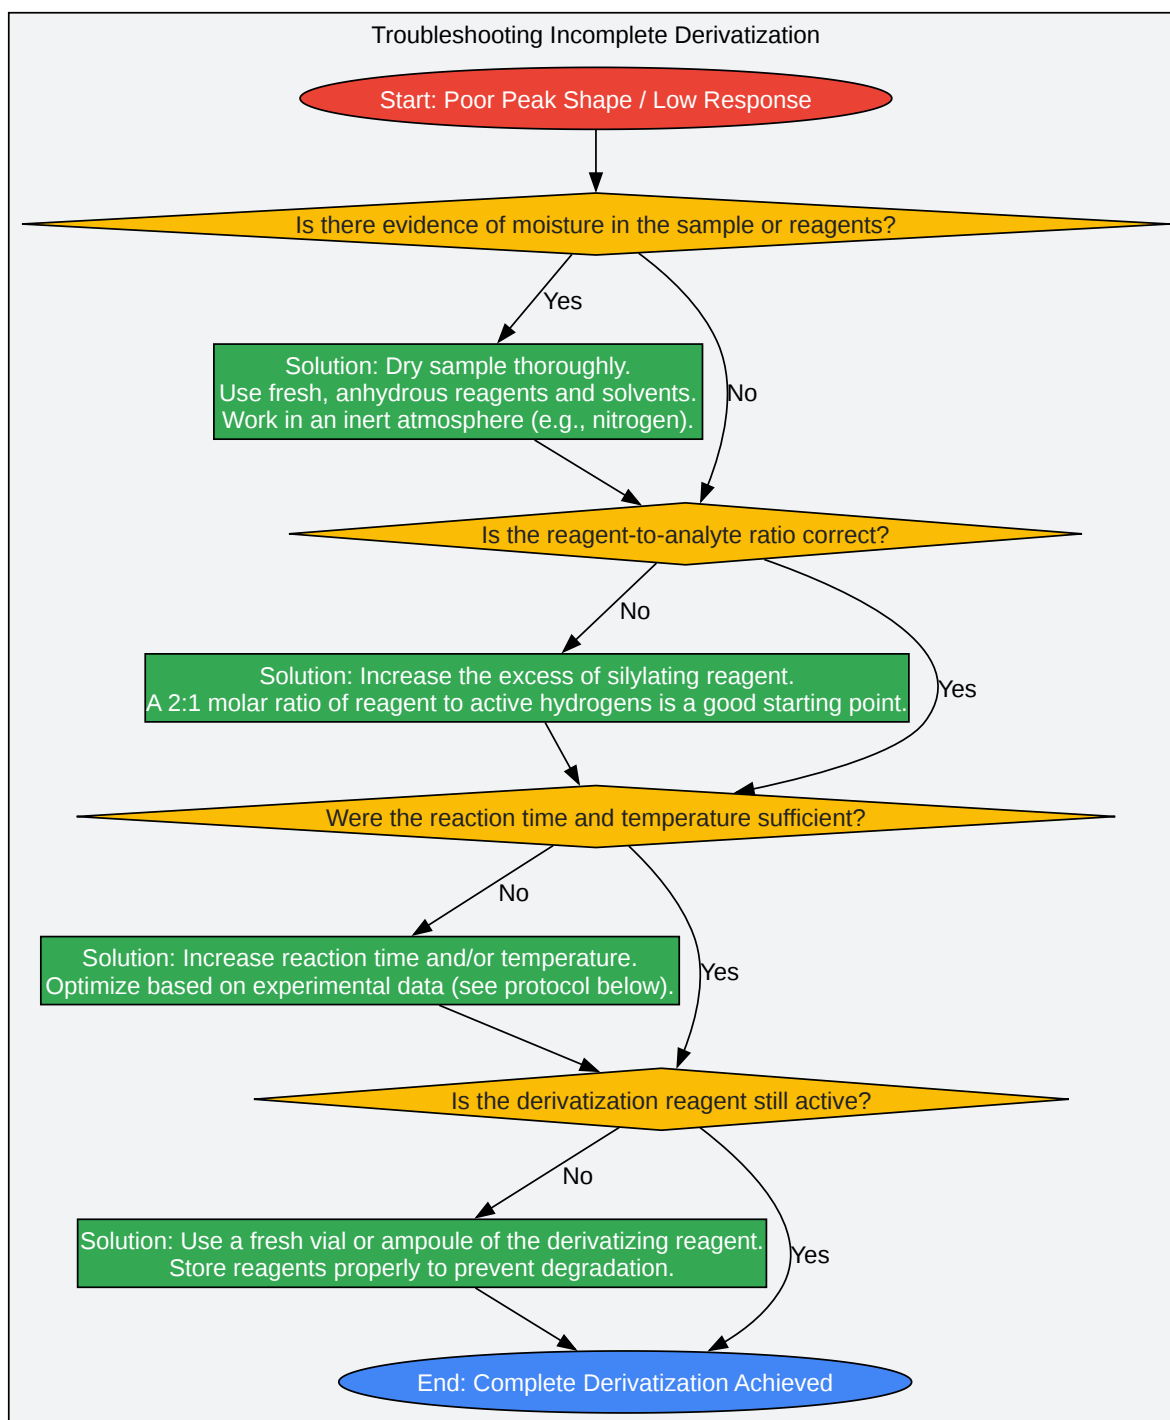 Troubleshooting Incomplete Derivatization
Start: Poor Peak Shape / Low Response
Is there evidence of moisture in the sample or reagents?
Yes
Solution: Dry sample thoroughly.
Use fresh, anhydrous reagents and solvents.
Work in an inert atmosphere (e.g., nitrogen).
No
Is the reagent-to-analyte ratio correct?
No
Solution: Increase the excess of silylating reagent.
A 2:1 molar ratio of reagent to active hydrogens is a good starting point.
Yes
Were the reaction time and temperature sufficient?
No
Solution: Increase reaction time and/or temperature.
Optimize based on experimental data (see protocol below).
Yes
Is the derivatization reagent still active?
No
Solution: Use a fresh vial or ampoule of the derivatizing reagent.
Store reagents properly to prevent degradation.
Yes
End: Complete Derivatization Achieved